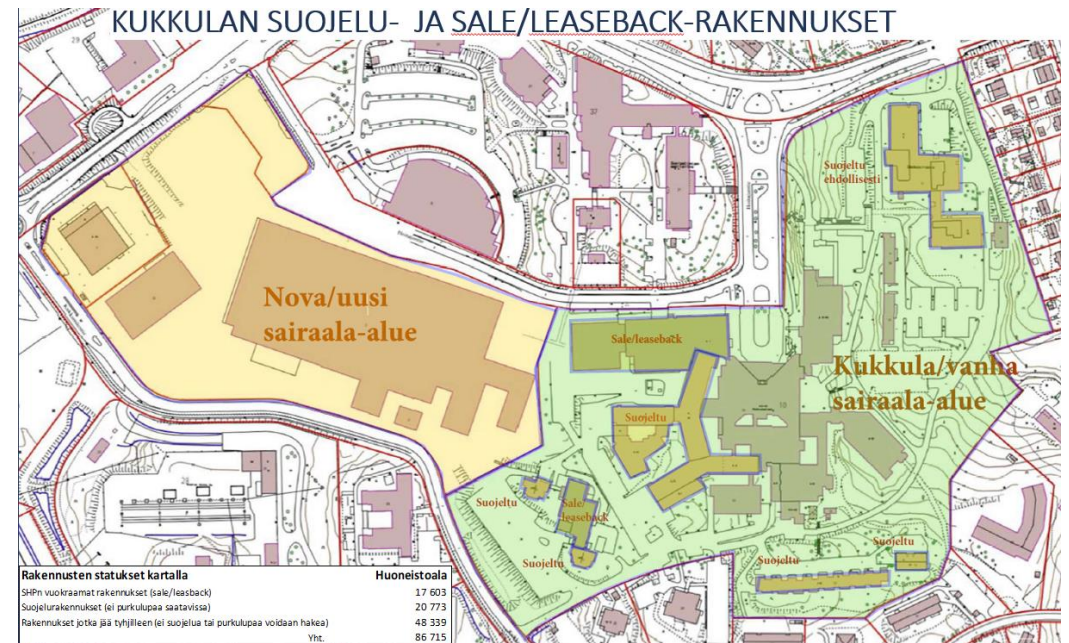 KUKKULAN SUOJELU- JA SALE/LEASEBACK-RAKENNUKSET
Suojeltu
ehdollisesti
Nova/uusi
sairaala-alue
Sale/leaseback
Kukkula/vanha
sairaala-alue
Suojeltu
Suojeltu
Sale/
leaseback
Suojeltu
Suojeltu
Suojeltu
Rakennusten statukset kartalla Huoneistoala
SHPn vuokraamat rakennukset (sale/leasback) 17 603
Suojelurakennukset (ei purkulupaa saatavissa) 20 773
Rakennukset jotka jää tyhjilleen (ei suojelua tai purkulupaa voidaan hakea) 48 339
Yht. 86 715